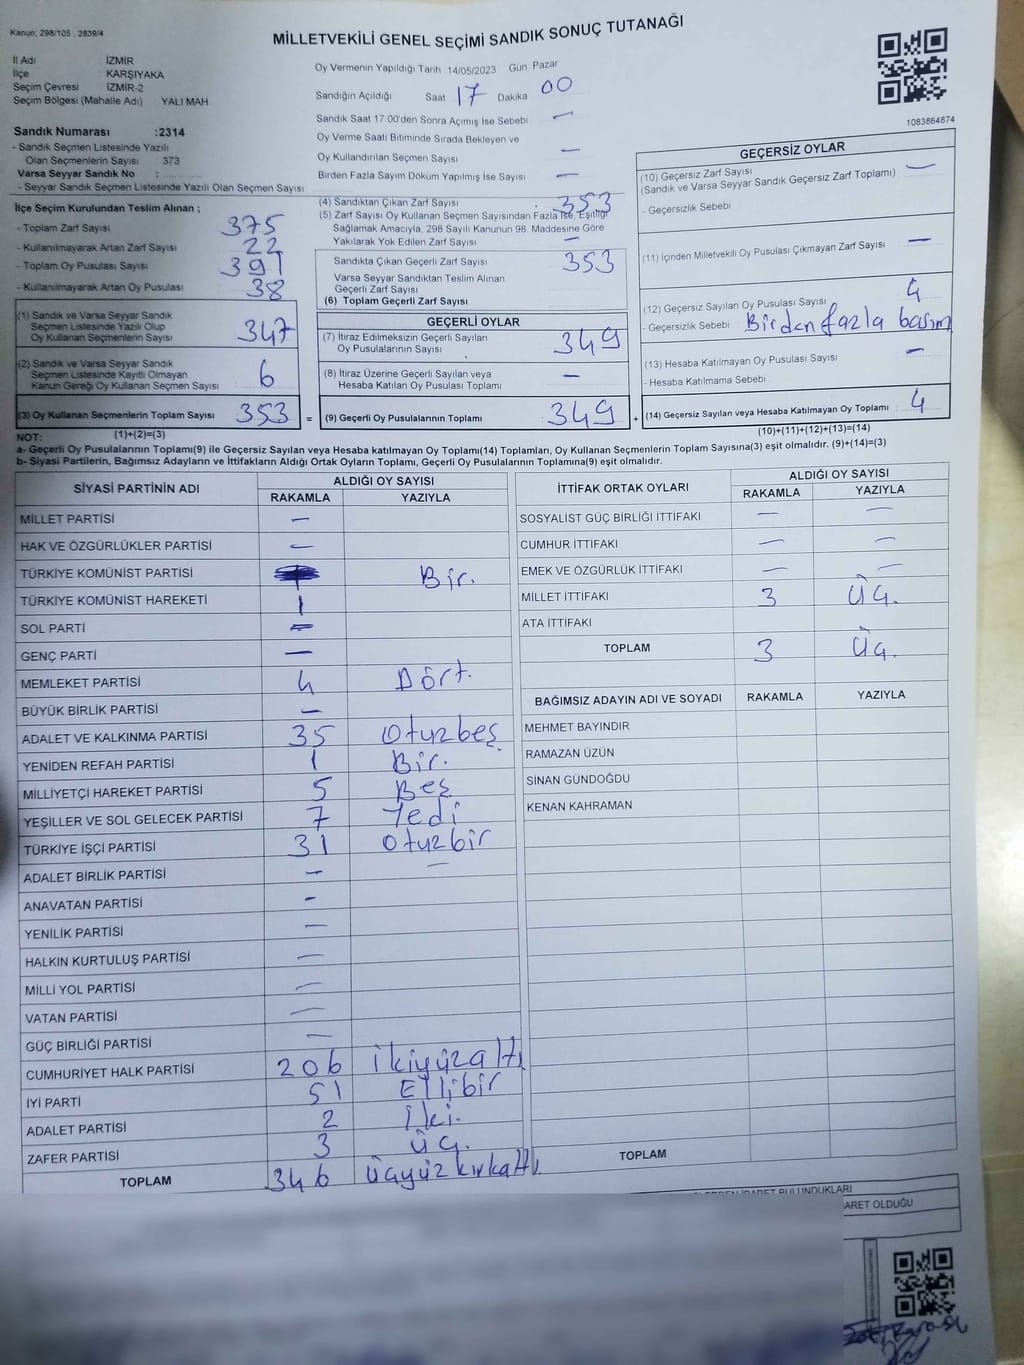 Kanun: 298/105 , 2839/4
MİLLETVEKİLİ GENEL SEÇİMİ SANDIK SONUÇ TUTANAĞI
İl Adı : İZMİR
İlçe : KARŞIYAKA
Seçim Çevresi : İZMİR-2
Seçim Bölgesi (Mahalle Adı) YALI MAH
Sandık Numarası :2314
- Sandık Seçmen Listesinde Yazılı
Olan Seçmenlerin Sayısı : 373
Varsa Seyyar Sandık No :
- Seyyar Sandık Seçmen Listesinde Yazılı Olan Seçmen Sayısı
Oy Vermenin Yapıldığı Tarih 14/05/2023 Gün Pazar
Sandığın Açıldığı Saat 17 Dakika 00
Sandık Saat 17.00'den Sonra Açımış İse Sebebi —
Oy Verme Saati Bitiminde Sırada Bekleyen ve
Oy Kullandırılan Seçmen Sayısı —
Birden Fazla Sayım Döküm Yapılmış İse Sayısı —
1083864874
İlçe Seçim Kurulundan Teslim Alınan ;
- Toplam Zarf Sayısı 375
- Kullanılmayarak Artan Zarf Sayısı 22
- Toplam Oy Pusulası Sayısı 391
- Kullanılmayarak Artan Oy Pusulası 38
(1) Sandık ve Varsa Seyyar Sandık
Seçmen Listesinde Yazılı Olup
Oy Kullanan Seçmenlerin Sayısı 347
(2) Sandık ve Varsa Seyyar Sandık
Seçmen Listesinde Kayıtlı Olmayan
Kanun Gereği Oy Kullanan Seçmen Sayısı 6
(3) Oy Kullanan Seçmenlerin Toplam Sayısı 353 =
(4) Sandıktan Çıkan Zarf Sayısı 353
(5) Zarf Sayısı Oy Kullanan Seçmen Sayısından Fazla İse, Eşitliği
Sağlamak Amacıyla, 298 Sayılı Kanunun 98. Maddesine Göre
Yakılarak Yok Edilen Zarf Sayısı —
Sandıkta Çıkan Geçerli Zarf Sayısı 353
Varsa Seyyar Sandıktan Teslim Alınan
Geçerli Zarf Sayısı
(6) Toplam Geçerli Zarf Sayısı
GEÇERLİ OYLAR
(7) İtiraz Edilmeksizin Geçerli Sayılan
Oy Pusulalarının Sayısı 349
(8) İtiraz Üzerine Geçerli Sayılan veya
Hesaba Katılan Oy Pusulası Toplamı —
(9) Geçerli Oy Pusulalarının Toplamı 349 +
GEÇERSİZ OYLAR
(10) Geçersiz Zarf Sayısı —
(Sandık ve Varsa Seyyar Sandık Geçersiz Zarf Toplamı)
- Geçersizlik Sebebi
(11) İçinden Milletvekili Oy Pusulası Çıkmayan Zarf Sayısı —
(12) Geçersiz Sayılan Oy Pusulası Sayısı 4
- Geçersizlik Sebebi Birden fazla basım
(13) Hesaba Katılmayan Oy Pusulası Sayısı —
- Hesaba Katılmama Sebebi
(14) Geçersiz Sayılan veya Hesaba Katılmayan Oy Toplamı 4
NOT: (1)+(2)=(3)
(10)+(11)+(12)+(13)=(14)
a- Geçerli Oy Pusulalarının Toplamı(9) ile Geçersiz Sayılan veya Hesaba katılmayan Oy Toplamı(14) Toplamları, Oy Kullanan Seçmenlerin Toplam Sayısına(3) eşit olmalıdır. (9)+(14)=(3)
b- Siyasi Partilerin, Bağımsız Adayların ve İttifakların Aldığı Ortak Oyların Toplamı, Geçerli Oy Pusulalarının Toplamına(9) eşit olmalıdır.
SİYASİ PARTİNİN ADI ALDIĞI OY SAYISI
RAKAMLA YAZIYLA
MİLLET PARTİSİ —
HAK VE ÖZGÜRLÜKLER PARTİSİ —
TÜRKİYE KOMÜNİST PARTİSİ Bir.
TÜRKİYE KOMÜNİST HAREKETİ 1
SOL PARTİ —
GENÇ PARTİ —
MEMLEKET PARTİSİ 4 Dört.
BÜYÜK BİRLİK PARTİSİ —
ADALET VE KALKINMA PARTİSİ 35 Otuzbeş
YENİDEN REFAH PARTİSİ 1 Bir.
MİLLİYETÇİ HAREKET PARTİSİ 5 Beş
YEŞİLLER VE SOL GELECEK PARTİSİ 7 Yedi
TÜRKİYE İŞÇİ PARTİSİ 31 Otuzbir
ADALET BİRLİK PARTİSİ — —
ANAVATAN PARTİSİ —
YENİLİK PARTİSİ —
HALKIN KURTULUŞ PARTİSİ —
MİLLİ YOL PARTİSİ —
VATAN PARTİSİ —
GÜÇ BİRLİĞİ PARTİSİ —
CUMHURİYET HALK PARTİSİ 206 ikiyüzaltı
İYİ PARTİ 51 Ellibir
ADALET PARTİSİ 2 İki.
ZAFER PARTİSİ 3 Üç.
TOPLAM 346 Üçyüzkırkaltı
İTTİFAK ORTAK OYLARI ALDIĞI OY SAYISI
RAKAMLA YAZIYLA
SOSYALİST GÜÇ BİRLİĞİ İTTİFAKI — —
CUMHUR İTTİFAKI — —
EMEK VE ÖZGÜRLÜK İTTİFAKI — —
MİLLET İTTİFAKI 3 Üç.
ATA İTTİFAKI
TOPLAM 3 Üç.
BAĞIMSIZ ADAYIN ADI VE SOYADI RAKAMLA YAZIYLA
MEHMET BAYINDIR
RAMAZAN ÜZÜN
SİNAN GÜNDOĞDU
KENAN KAHRAMAN
TOPLAM
İŞARET BULUNDUKLARI
ARET OLDUĞU